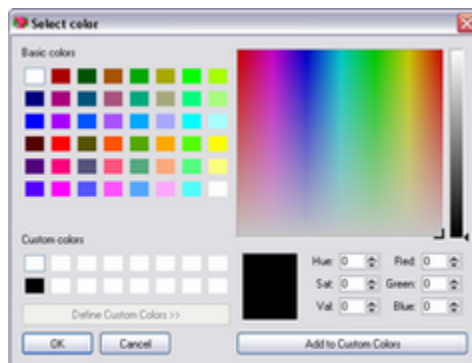 Select color
Basic colors
Custom colors
Define Custom Colors >>
OK Cancel
Hue: 0 Red: 0
Sat: 0 Green: 0
Val: 0 Blue: 0
Add to Custom Colors